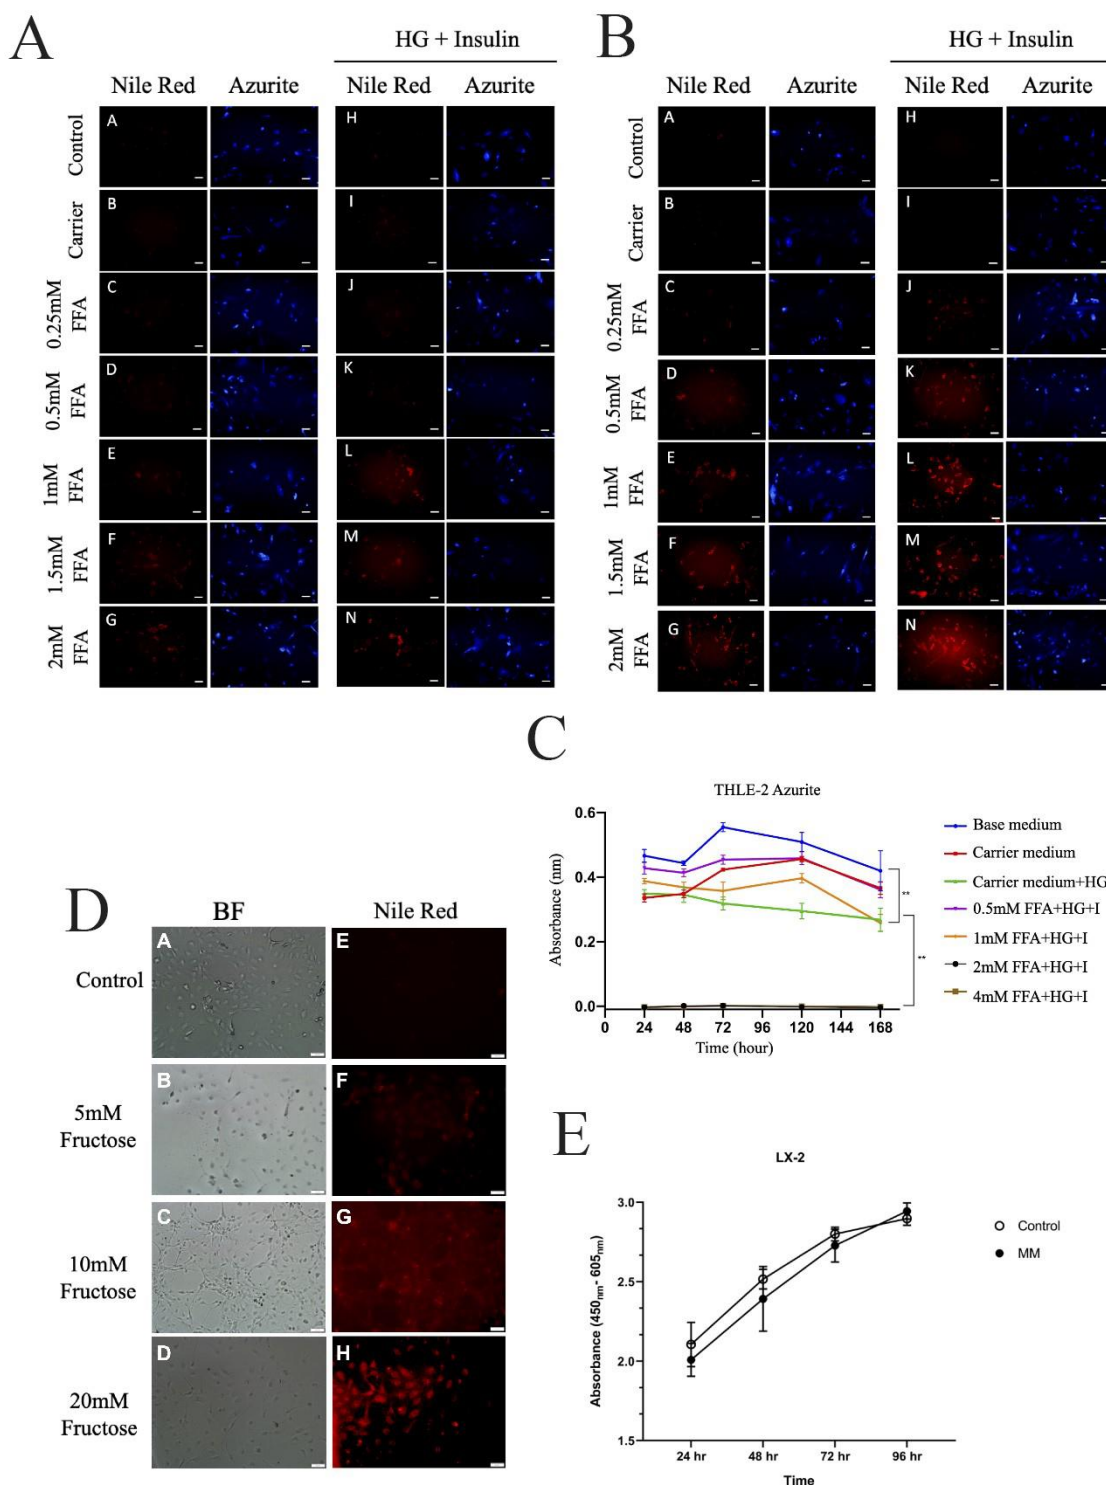 A
HG + Insulin
Nile Red Azurite Nile Red Azurite
Control
A
H
Carrier
B
I
0.25mM
FFA
C
J
0.5mM
FFA
D
K
1mM
FFA
E
L
1.5mM
FFA
F
M
2mM
FFA
G
N
B
HG + Insulin
Nile Red Azurite Nile Red Azurite
Control
A
H
Carrier
B
I
0.25mM
FFA
C
J
0.5mM
FFA
D
K
1mM
FFA
E
L
1.5mM
FFA
F
M
2mM
FFA
G
N
C
THLE-2 Azurite
Absorbance (nm)
0.6
0.4
0.2
0.0
0 24 48 72 96 120 144 168
Time (hour)
**
**
Base medium
Carrier medium
Carrier medium+HG
0.5mM FFA+HG+I
1mM FFA+HG+I
2mM FFA+HG+I
4mM FFA+HG+I
D
BF Nile Red
Control
A
E
5mM
Fructose
B
F
10mM
Fructose
C
G
20mM
Fructose
D
H
E
LX-2
Absorbance (450nm- 605nm)
3.0
2.5
2.0
1.5
24 hr 48 hr 72 hr 96 hr
Time
Control
MM